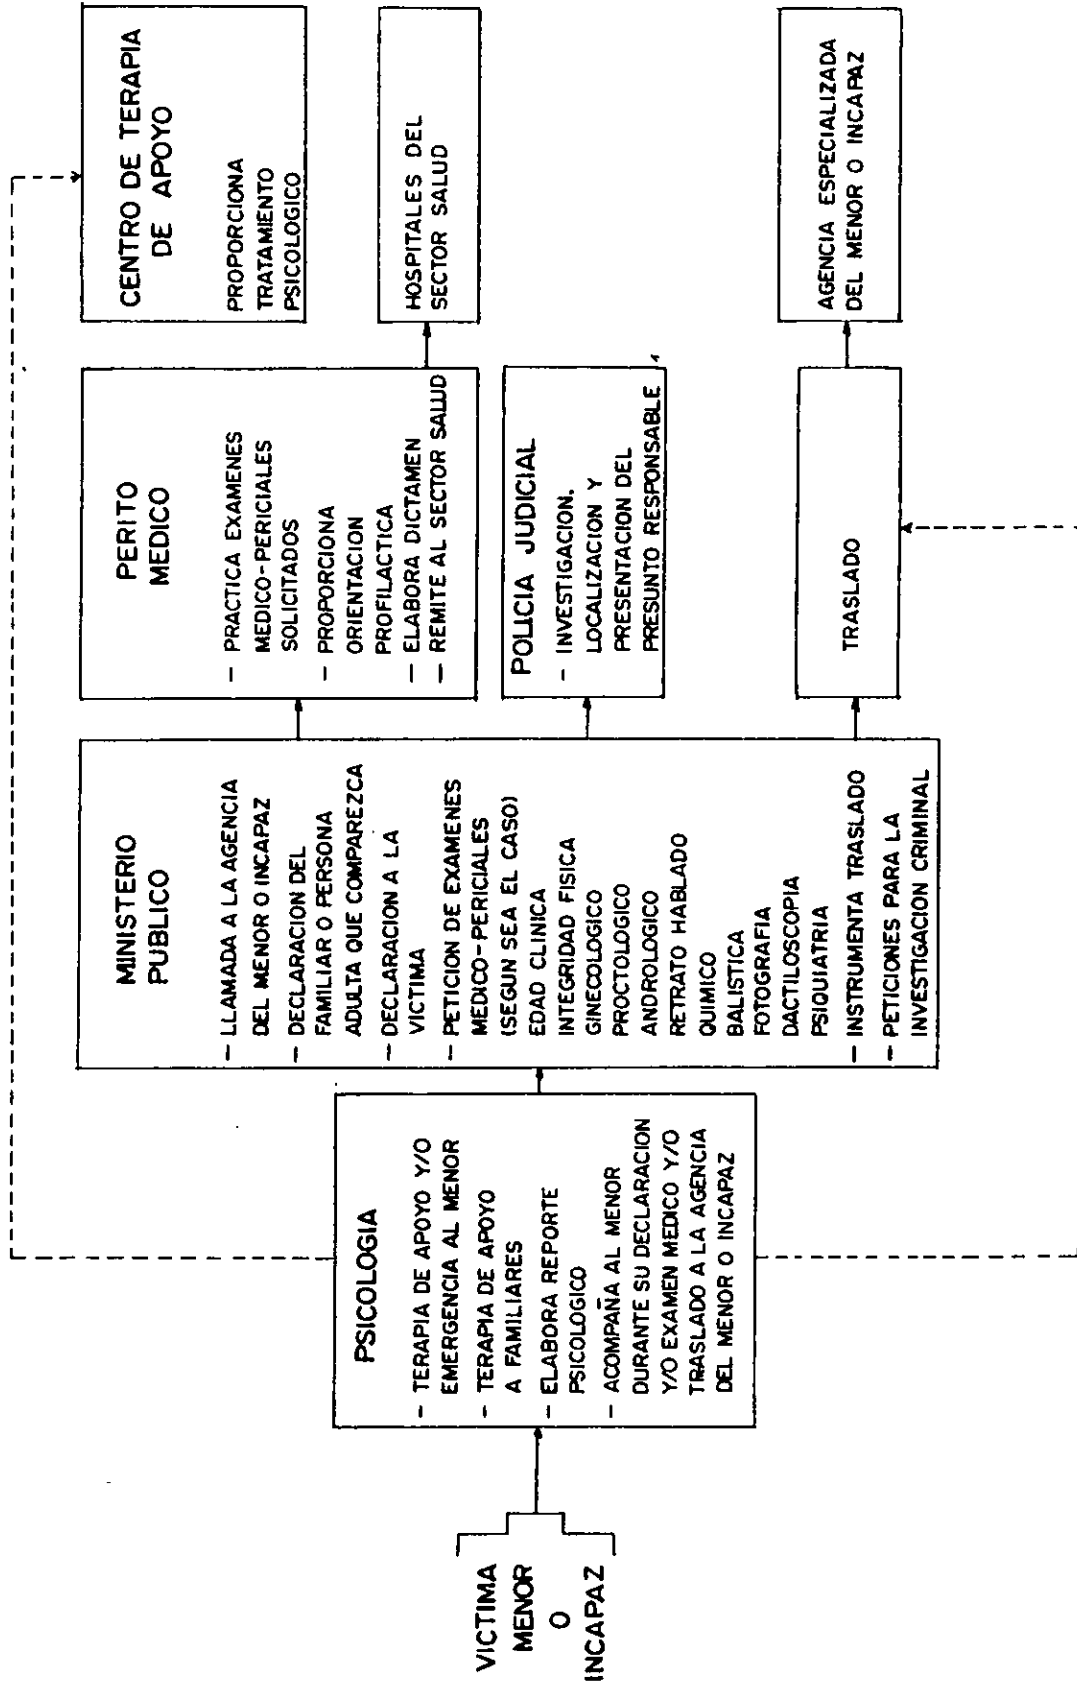 VICTIMA
MENOR
O
INCAPAZ
PSICOLOGIA
- TERAPIA DE APOYO Y/O
EMERGENCIA AL MENOR
- TERAPIA DE APOYO
A FAMILIARES
- ELABORA REPORTE
PSICOLOGICO
- ACOMPAÑA AL MENOR
DURANTE SU DECLARACION
Y/O EXAMEN MEDICO Y/O
TRASLADO A LA AGENCIA
DEL MENOR O INCAPAZ
MINISTERIO
PUBLICO
- LLAMADA A LA AGENCIA
DEL MENOR O INCAPAZ
- DECLARACION DEL
FAMILIAR O PERSONA
ADULTA QUE COMPAREZCA
- DECLARACION A LA
VICTIMA
- PETICION DE EXAMENES
MEDICO-PERICIALES
(SEGUN SEA EL CASO)
EDAD CLINICA
INTEGRIDAD FISICA
GINECOLOGICO
PROCTOLOGICO
ANDROLOGICO
RETRATO HABLADO
QUIMICO
BALISTICA
FOTOGRAFIA
DACTILOSCOPIA
PSIQUIATRIA
- INSTRUMENTA TRASLADO
- PETICIONES PARA LA
INVESTIGACION CRIMINAL
PERITO
MEDICO
- PRACTICA EXAMENES
MEDICO-PERICIALES
SOLICITADOS
- PROPORCIONA
ORIENTACION
PROFILACTICA
- ELABORA DICTAMEN
- REMITE AL SECTOR SALUD
POLICIA JUDICIAL
- INVESTIGACION.
LOCALIZACION Y
PRESENTACION DEL
PRESUNTO RESPONSABLE
TRASLADO
CENTRO DE TERAPIA
DE APOYO
PROPORCIONA
TRATAMIENTO
PSICOLOGICO
HOSPITALES DEL
SECTOR SALUD
AGENCIA ESPECIALIZADA
DEL MENOR O INCAPAZ